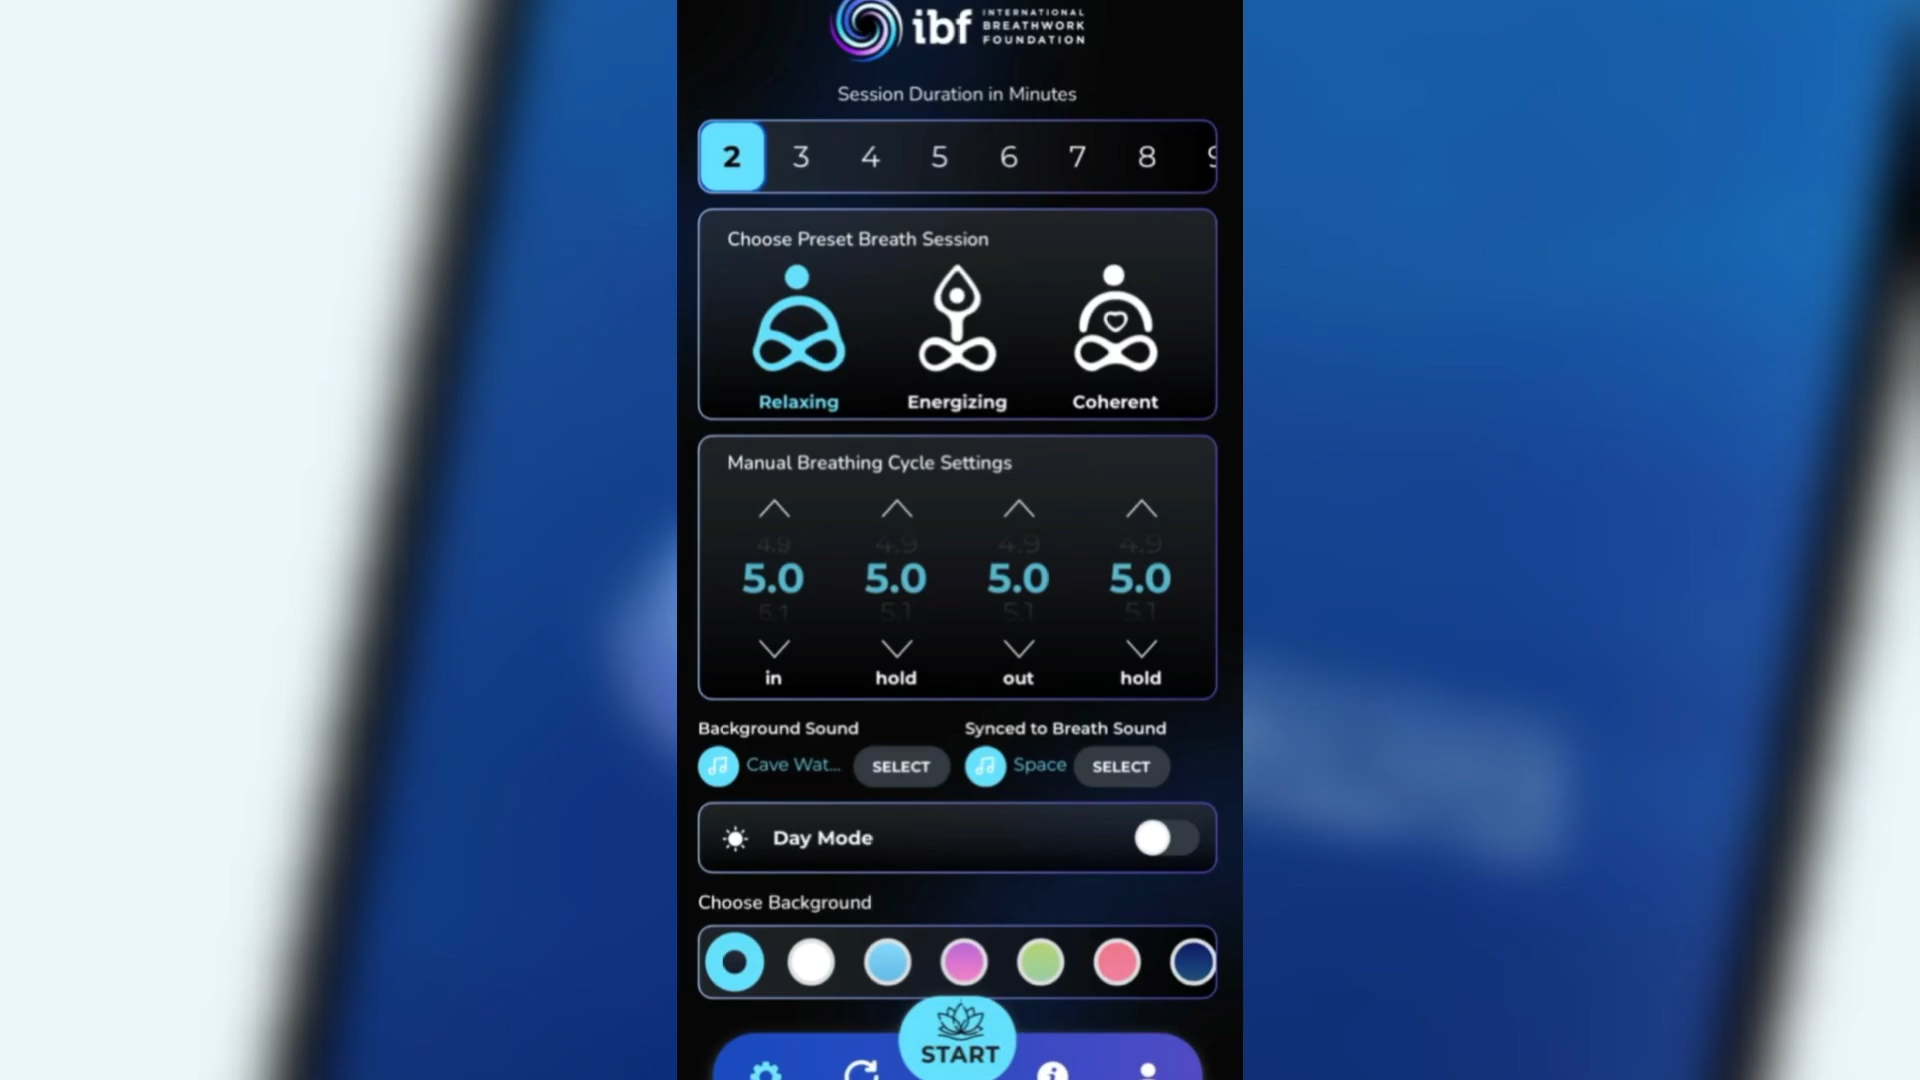 ibf
INTERNATIONAL
BREATHWORK
FOUNDATION
Session Duration in Minutes
2 3 4 5 6 7 8
Choose Preset Breath Session
Relaxing Energizing Coherent
Manual Breathing Cycle Settings
4.9 4.9 4.9 4.9
5.0 5.0 5.0 5.0
5.1 5.1 5.1 5.1
in hold out hold
Background Sound Synced to Breath Sound
Cave Wat... SELECT Space SELECT
Day Mode
Choose Background
START